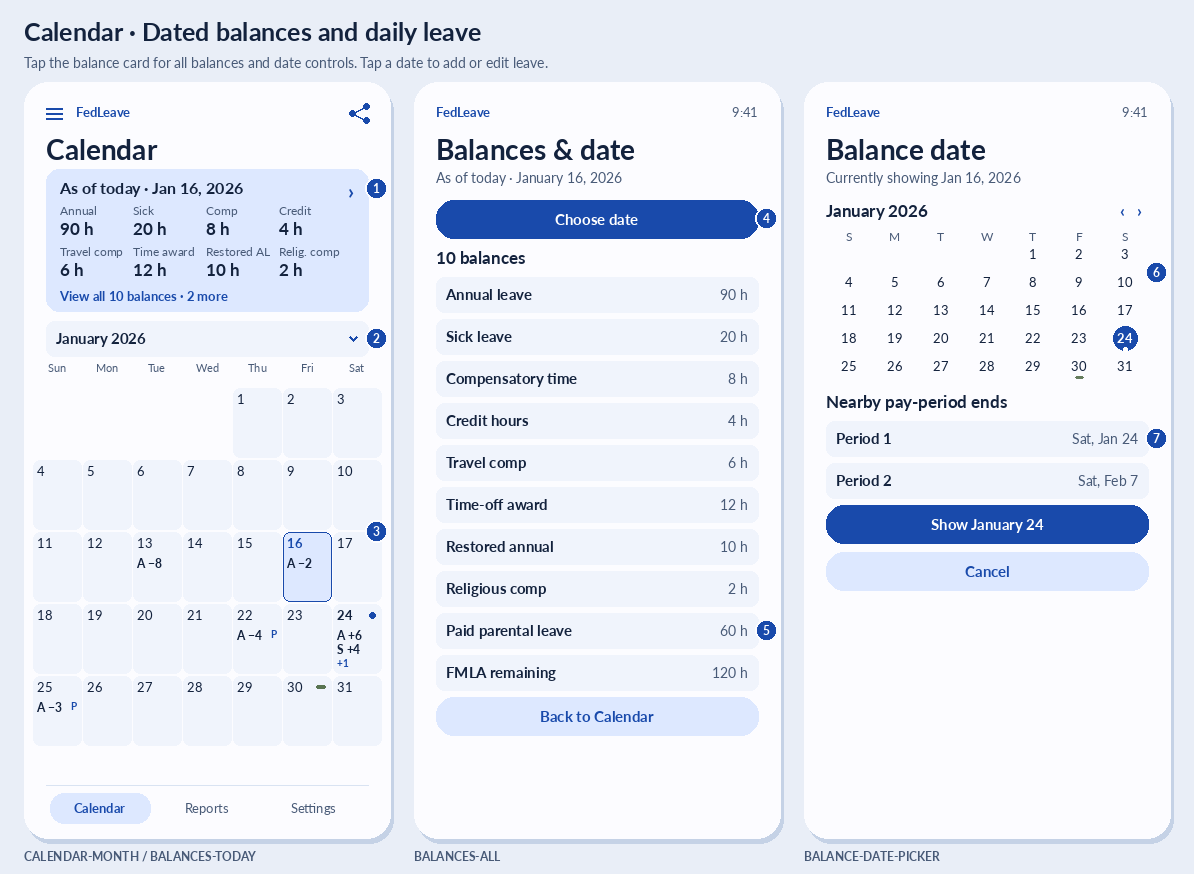 Calendar · Dated balances and daily leave
Tap the balance card for all balances and date controls. Tap a date to add or edit leave.
FedLeave
Calendar
As of today · Jan 16, 2026 › 1
Annual Sick Comp Credit
90 h 20 h 8 h 4 h
Travel comp Time award Restored AL Relig. comp
6 h 12 h 10 h 2 h
View all 10 balances · 2 more
January 2026 2
Sun Mon Tue Wed Thu Fri Sat
1 2 3
4 5 6 7 8 9 10
3
11 12 13 14 15 16 17
A –8 A –2
18 19 20 21 22 23 24
A –4 P A +6
S +4
+1
25 26 27 28 29 30 31
A –3 P
Calendar Reports Settings
CALENDAR-MONTH / BALANCES-TODAY
FedLeave 9:41
Balances & date
As of today · January 16, 2026
Choose date 4
10 balances
Annual leave 90 h
Sick leave 20 h
Compensatory time 8 h
Credit hours 4 h
Travel comp 6 h
Time-off award 12 h
Restored annual 10 h
Religious comp 2 h
Paid parental leave 60 h 5
FMLA remaining 120 h
Back to Calendar
BALANCES-ALL
FedLeave 9:41
Balance date
Currently showing Jan 16, 2026
January 2026 ‹ ›
S M T W T F S
1 2 3
6
4 5 6 7 8 9 10
11 12 13 14 15 16 17
18 19 20 21 22 23 24
25 26 27 28 29 30 31
Nearby pay-period ends
Period 1 Sat, Jan 24 7
Period 2 Sat, Feb 7
Show January 24
Cancel
BALANCE-DATE-PICKER